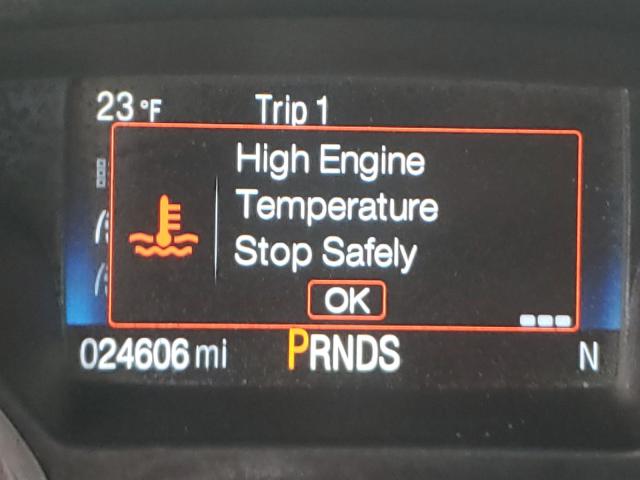 23 °F Trip 1
High Engine
Temperature
Stop Safely
OK
024606 mi PRNDS N